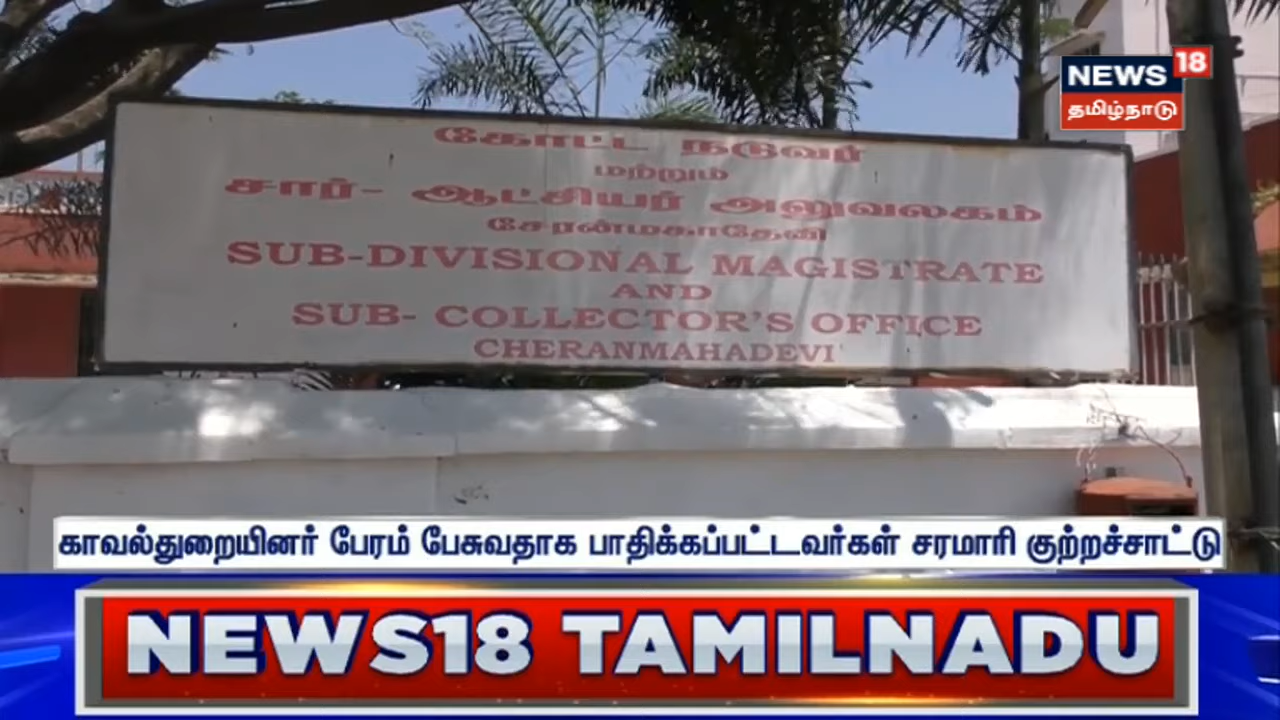 NEWS 18
தமிழ்நாடு
கோட்ட நடுவர்
மற்றும்
சார்- ஆட்சியர் அலுவலகம்
சேரன்மகாதேவி
SUB-DIVISIONAL MAGISTRATE
AND
SUB- COLLECTOR'S OFFICE
CHERANMAHADEVI
காவல்துறையினர் பேரம் பேசுவதாக பாதிக்கப்பட்டவர்கள் சரமாரி குற்றச்சாட்டு
NEWS18 TAMILNADU